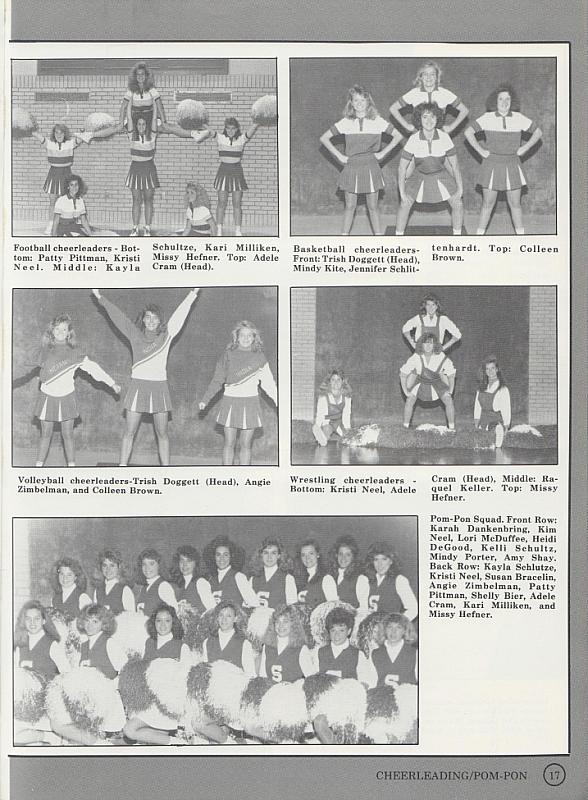 Football cheerleaders - Bot-
tom: Patty Pittman, Kristi
Neel. Middle: Kayla
Schultze, Kari Milliken,
Missy Hefner. Top: Adele
Cram (Head).
Basketball cheerleaders-
Front: Trish Doggett (Head),
Mindy Kite, Jennifer Schlit-
tenhardt. Top: Colleen
Brown.
Volleyball cheerleaders-Trish Doggett (Head), Angie
Zimbelman, and Colleen Brown.
Wrestling cheerleaders -
Bottom: Kristi Neel, Adele
Cram (Head), Middle: Ra-
quel Keller. Top: Missy
Hefner.
Pom-Pon Squad. Front Row:
Karah Dankenbring, Kim
Neel, Lori McDuffee, Heidi
DeGood, Kelli Schultz,
Mindy Porter, Amy Shay.
Back Row: Kayla Schlutze,
Kristi Neel, Susan Bracelin,
Angie Zimbelman, Patty
Pittman, Shelly Bier, Adele
Cram, Kari Milliken, and
Missy Hefner.
S
S
S
CHEERLEADING/POM-PON 17